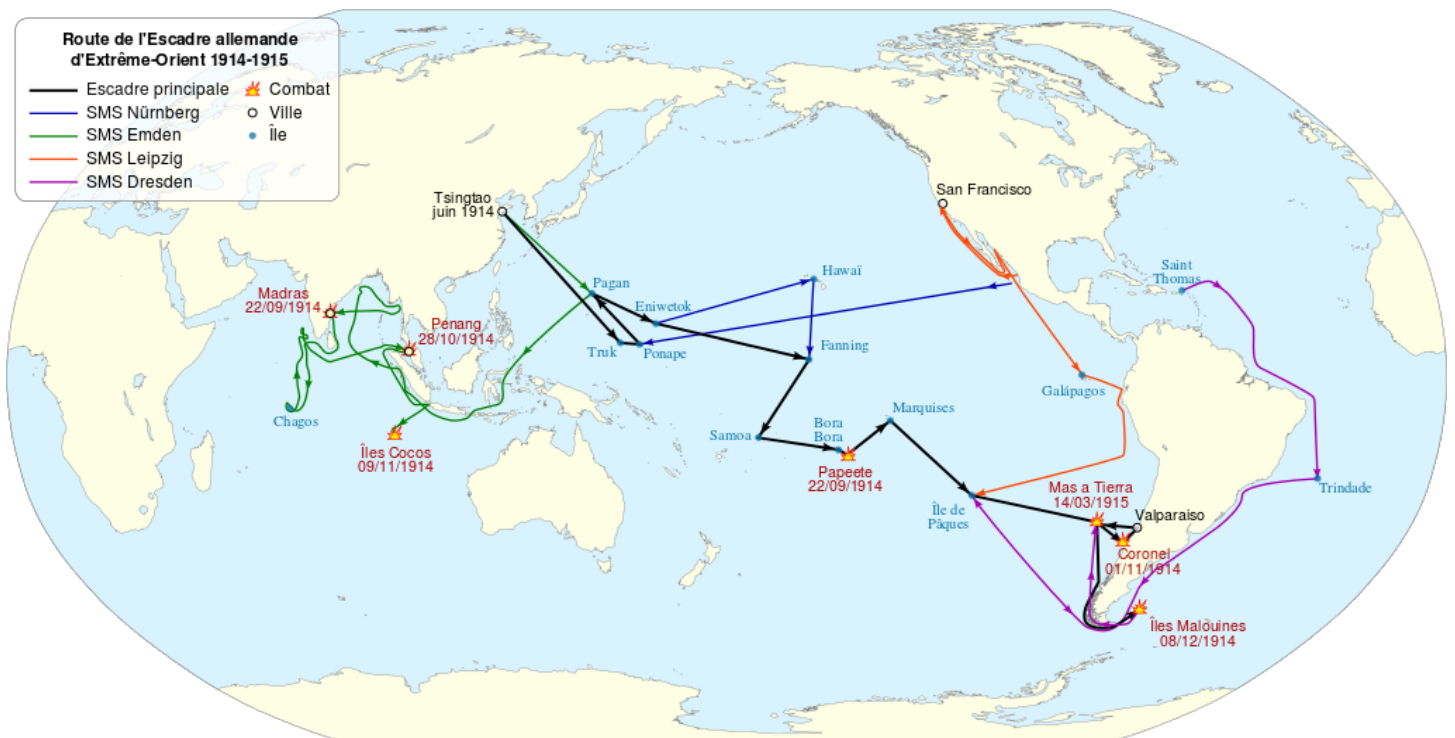 Route de l'Escadre allemande
d'Extrême-Orient 1914-1915
Escadre principale
Combat
SMS Nürnberg
Ville
SMS Emden
Île
SMS Leipzig
SMS Dresden
Tsingtao
juin 1914
San Francisco
Saint
Thomas
Hawaï
Pagan
Eniwetok
Madras
22/09/1914
Penang
28/10/1914
Truk
Ponape
Fanning
Galápagos
Chagos
Îles Cocos
09/11/1914
Samoa
Bora
Bora
Marquises
Papeete
22/09/1914
Île de
Pâques
Mas a Tierra
14/03/1915
Trindade
Valparaiso
Coronel
01/11/1914
Îles Malouines
08/12/1914